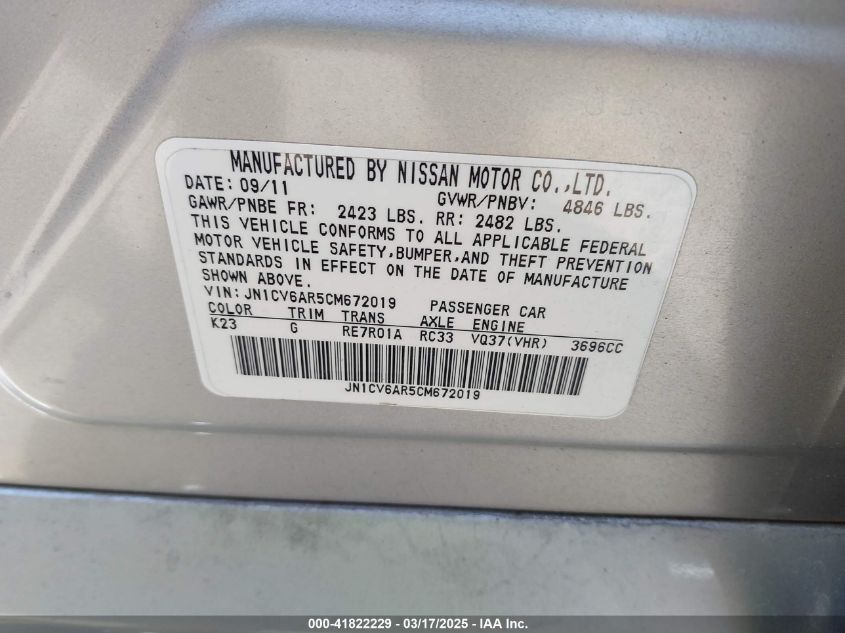 MANUFACTURED BY NISSAN MOTOR CO.,LTD.
DATE: 09/11 GVWR/PNBV: 4846 LBS.
GAWR/PNBE FR: 2423 LBS. RR: 2482 LBS.
THIS VEHICLE CONFORMS TO ALL APPLICABLE FEDERAL
MOTOR VEHICLE SAFETY,BUMPER,AND THEFT PREVENTION
STANDARDS IN EFFECT ON THE DATE OF MANUFACTURE
SHOWN ABOVE.
VIN: JN1CV6AR5CM672019 PASSENGER CAR
COLOR TRIM TRANS AXLE ENGINE
K23 G RE7R01A RC33 VQ37(VHR) 3696CC
JN1CV6AR5CM672019
000-41822229 - 03/17/2025 - IAA Inc.